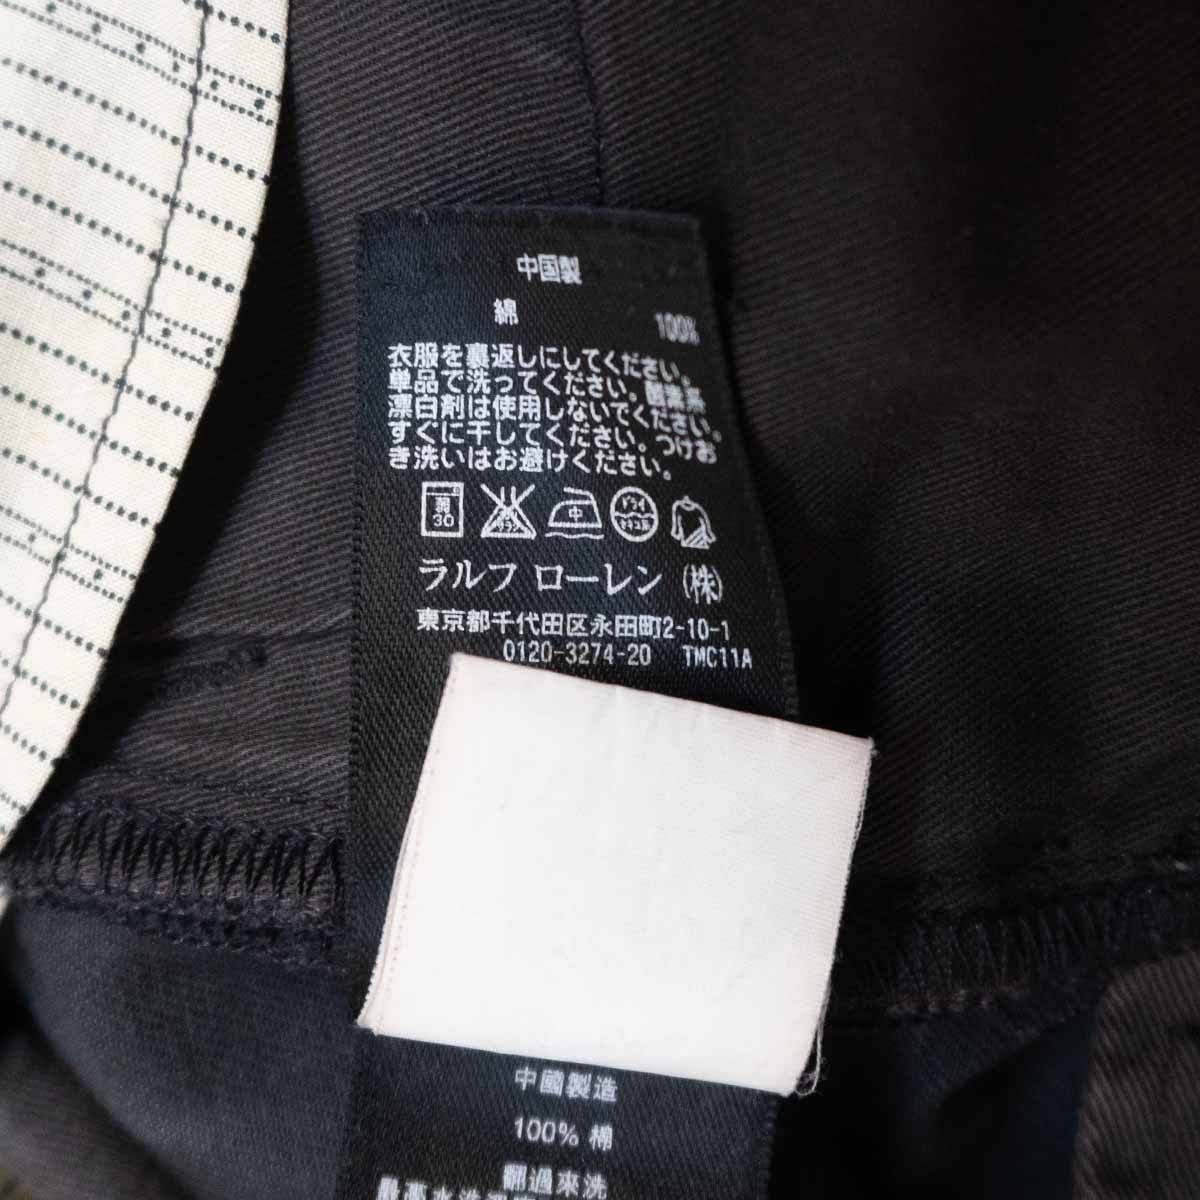 中国製
綿 100%
衣服を裏返しにしてください。
単品で洗ってください。酸素系
漂白剤は使用しないでください。
すぐに干してください。つけお
き洗いはお避けください。
弱 30 中 ドライ
ラルフ ローレン (株)
東京都千代田区永田町2-10-1
0120-3274-20 TMC11A
中國製造
100% 棉
翻過來洗